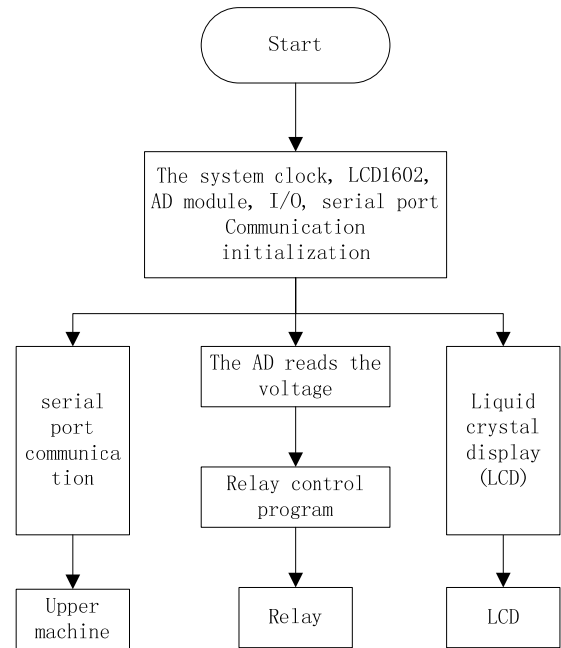 Start
The system clock, LCD1602,
AD module, I/O, serial port
Communication
initialization
serial
port
communica
tion
The AD reads the
voltage
Liquid
crystal
display
(LCD)
Relay control
program
Upper
machine
Relay
LCD